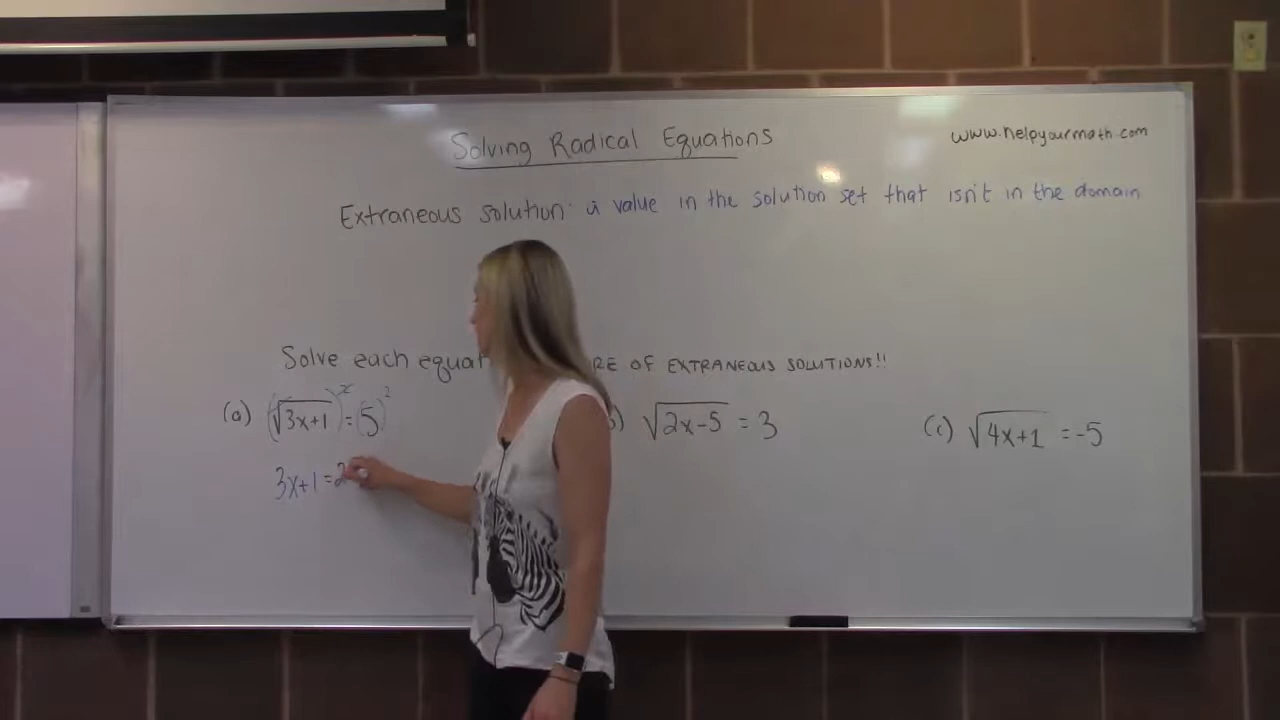 Solving Radical Equations
www.helpyourmath.com
Extraneous solution: a value in the solution set that isn't in the domain
Solve each equat RE OF EXTRANEOUS SOLUTIONS!!
(a) (√3x+1)² = (5)²
) √2x-5 = 3
(c) √4x+1 = -5
3x+1=2